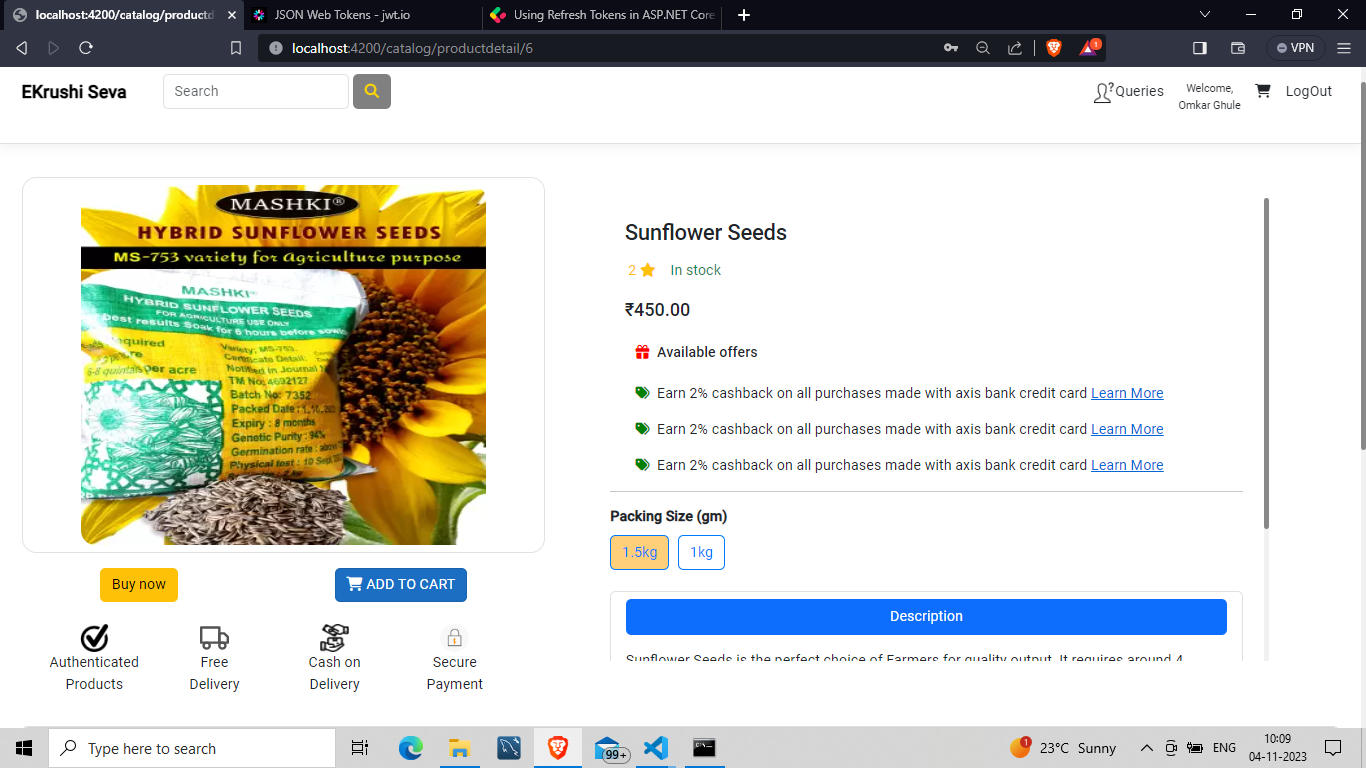 localhost:4200/catalog/productd
JSON Web Tokens - jwt.io
Using Refresh Tokens in ASP.NET Core
localhost:4200/catalog/productdetail/6
1
VPN
EKrushi Seva
Search
Queries
Welcome,
Omkar Ghule
LogOut
MASHKI®
HYBRID SUNFLOWER SEEDS
MS-753 variety for Agriculture purpose
MASHKI
HYBRID SUNFLOWER SEEDS
FOR AGRICULTURE USE ONLY
best results Soak for 6 hours before
Variety: MS-753.
Certificate Detail:
Notified in Journal
TM No: 4692127
Batch No: 7352
Packed Date :
Expiry : 8 months
Genetic Purity : 94%
Germination rate :
Physical test : 10 Sep
per acre
Sunflower Seeds
2 In stock
₹450.00
Available offers
Earn 2% cashback on all purchases made with axis bank credit card Learn More
Earn 2% cashback on all purchases made with axis bank credit card Learn More
Earn 2% cashback on all purchases made with axis bank credit card Learn More
Packing Size (gm)
1.5kg 1kg
Description
Sunflower Seeds is the perfect choice of Farmers for quality output. It requires around 4
Buy now
ADD TO CART
Authenticated
Products
Free
Delivery
Cash on
Delivery
Secure
Payment
Type here to search
99+
1
23°C Sunny
ENG
10:09
04-11-2023